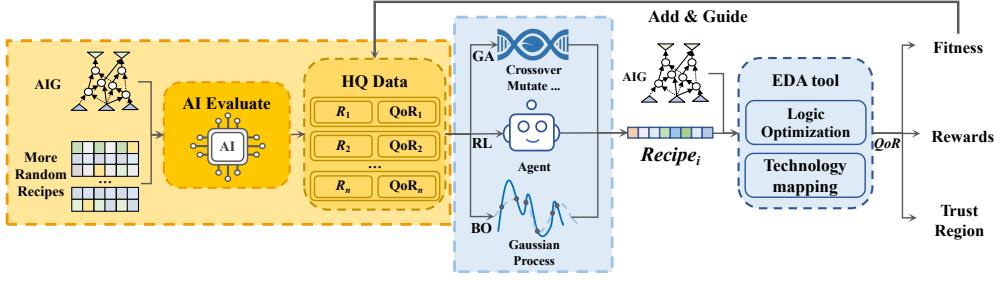 Add & Guide
AIG
More
Random
Recipes
...
AI Evaluate
AI
HQ Data
R1 QoR1
R2 QoR2
...
Rn QoRn
GA
Crossover
Mutate ...
RL
Agent
BO
Gaussian
Process
AIG
Recipei
EDA tool
Logic
Optimization
Technology
mapping
QoR
Fitness
Rewards
Trust
Region